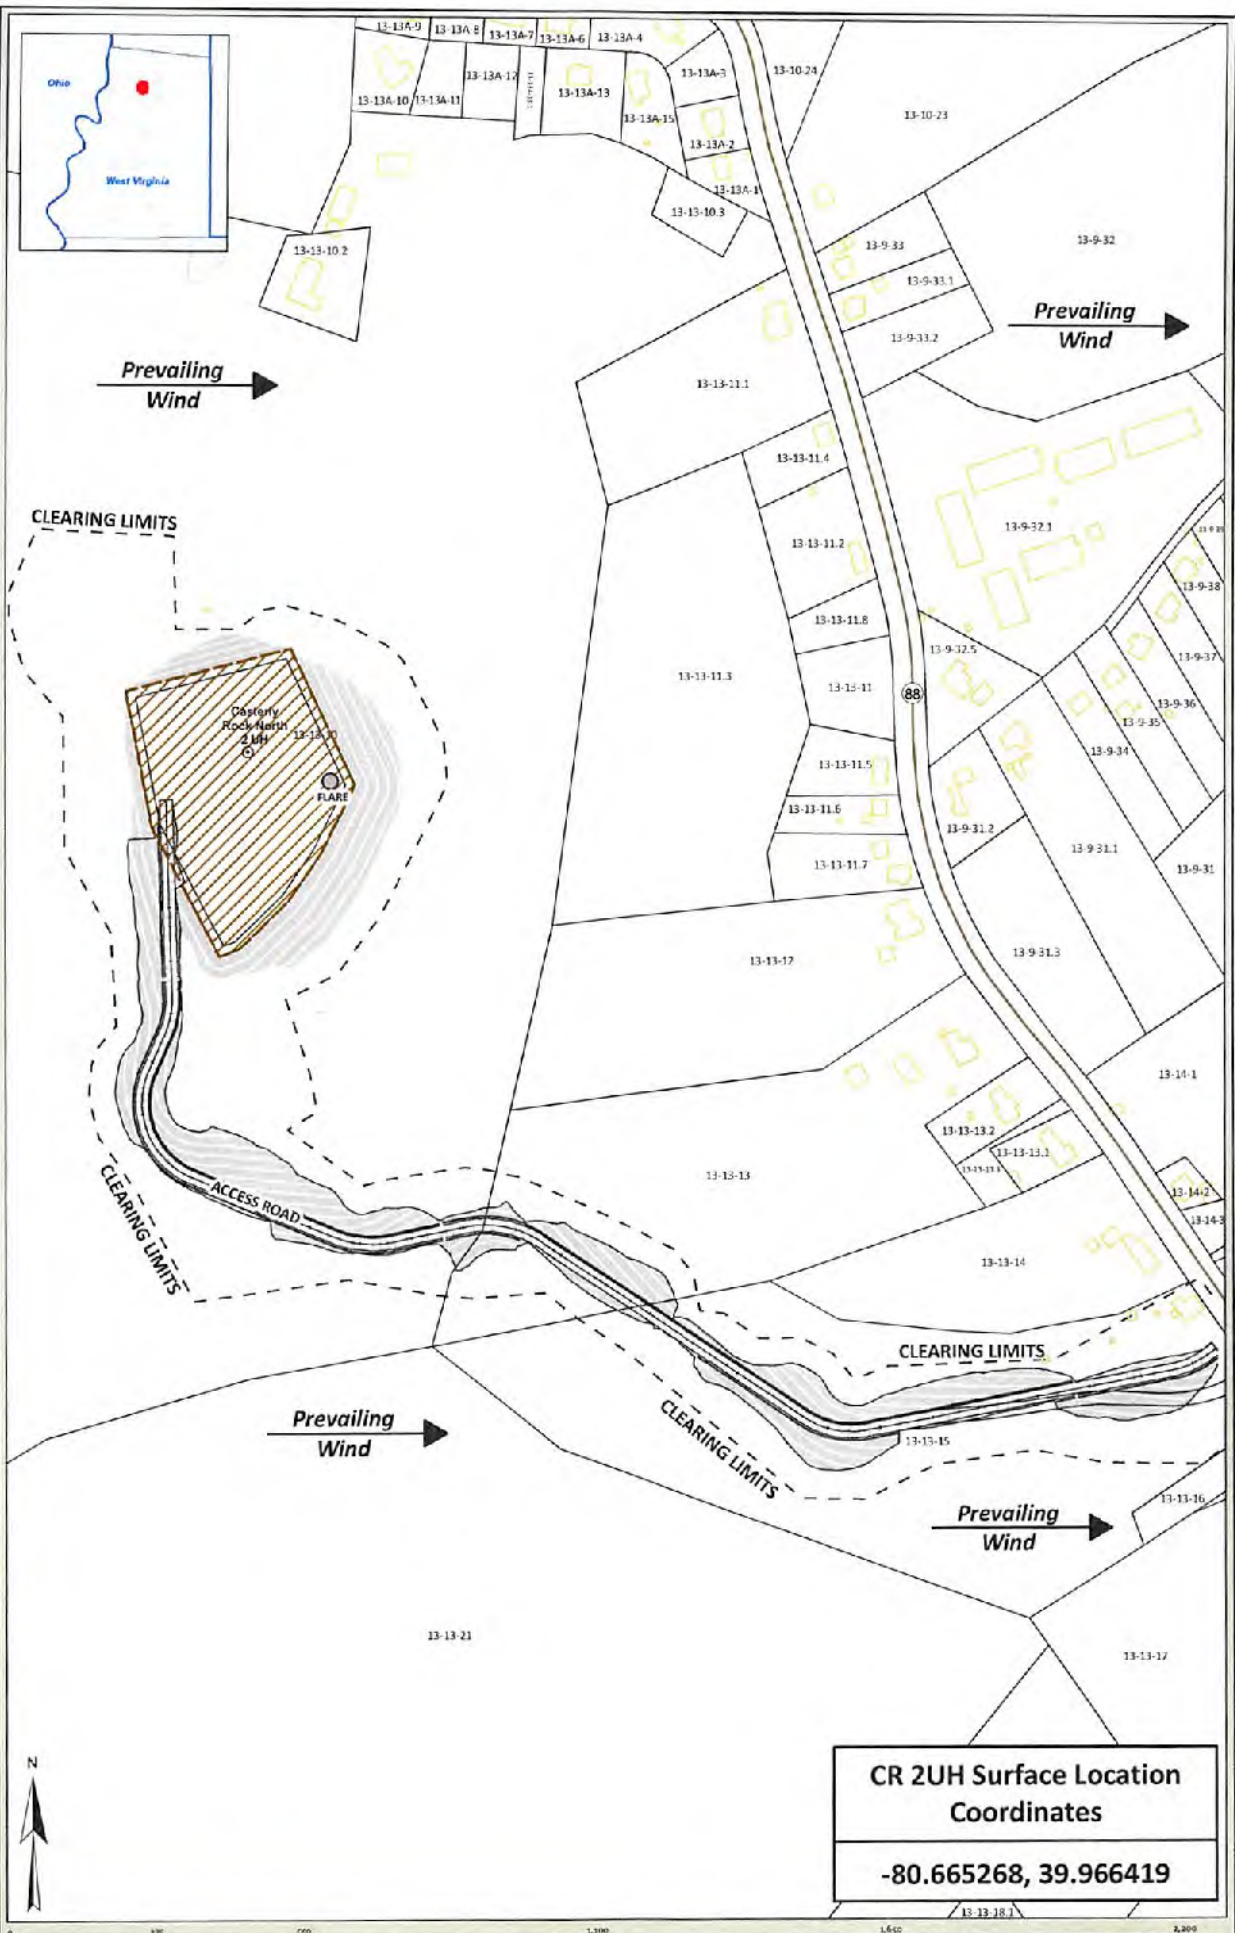 13-13A-9
13-13A-8
13-13A-7
13-13A-6
13-13A-4
13-13A-3
13-10-24
13-13A-12
13-13A-13
13-13A-10
13-13A-11
13-13A-15
13-10-23
13-13A-2
13-13A-1
13-13-10.3
Ohio
West Virginia
13-13-10.2
13-9-33
13-9-32
13-9-33.1
13-9-33.2
Prevailing
Wind
Prevailing
Wind
13-13-11.1
13-13-11.4
CLEARING LIMITS
13-13-11.2
13-9-32.1
13-9-38
13-13-11.8
13-9-32.5
13-9-37
13-13-11.3
13-13-11
88
13-9-36
13-9-35
13-9-34
Casterly
Rock North
2 UH
13-13-10
FLARE
13-13-11.5
13-13-11.6
13-9-31.2
13-9-31.1
13-13-11.7
13-9-31
13-13-12
13-9-31.3
13-14-1
13-13-13.2
13-13-13.1
13-13-13
13-14-2
13-14-3
ACCESS ROAD
CLEARING LIMITS
13-13-14
CLEARING LIMITS
CLEARING LIMITS
Prevailing
Wind
13-13-15
13-13-16
Prevailing
Wind
13-13-21
13-13-17
N
CR 2UH Surface Location
Coordinates
-80.665268, 39.966419
13-13-18.1
0
1,100
1,650
2,200